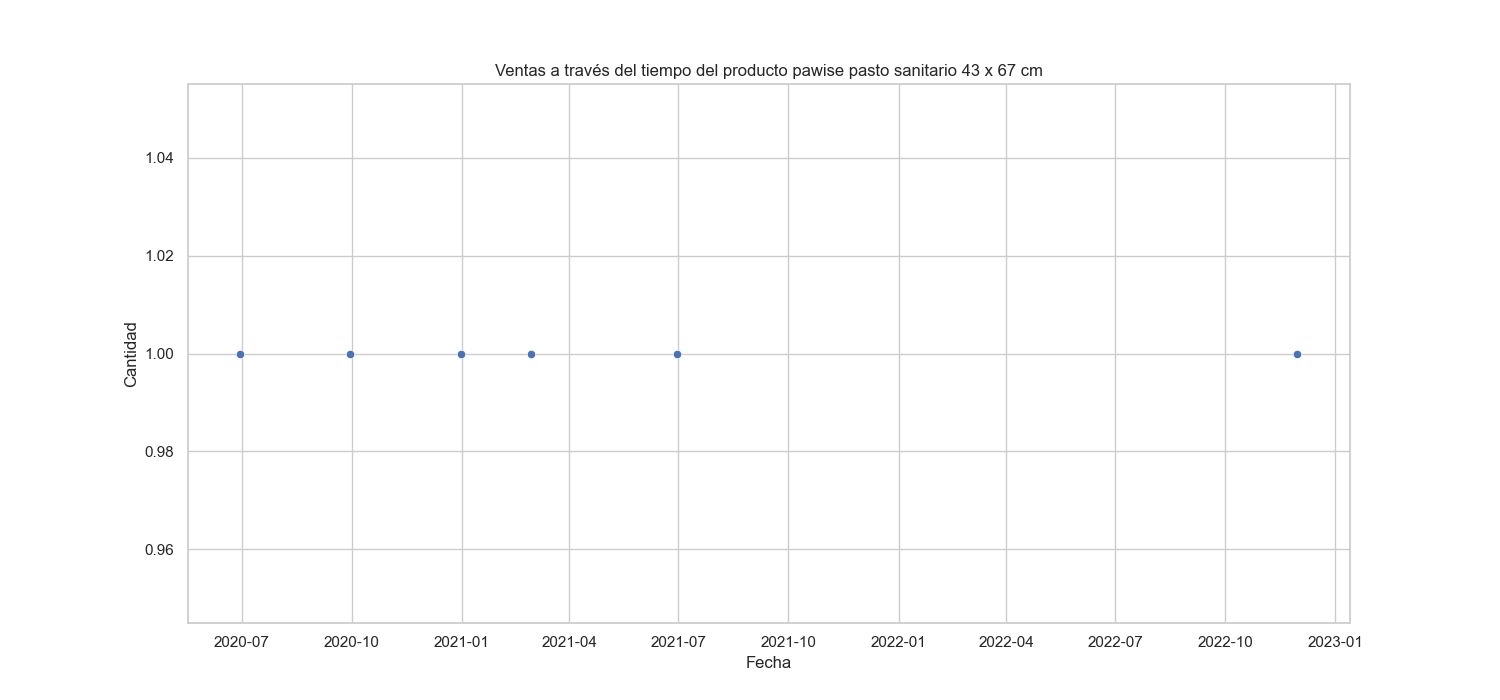 Ventas a través del tiempo del producto pawise pasto sanitario 43 x 67 cm
1.04
1.02
1.00
0.98
0.96
Cantidad
2020-07 2020-10 2021-01 2021-04 2021-07 2021-10 2022-01 2022-04 2022-07 2022-10 2023-01
Fecha